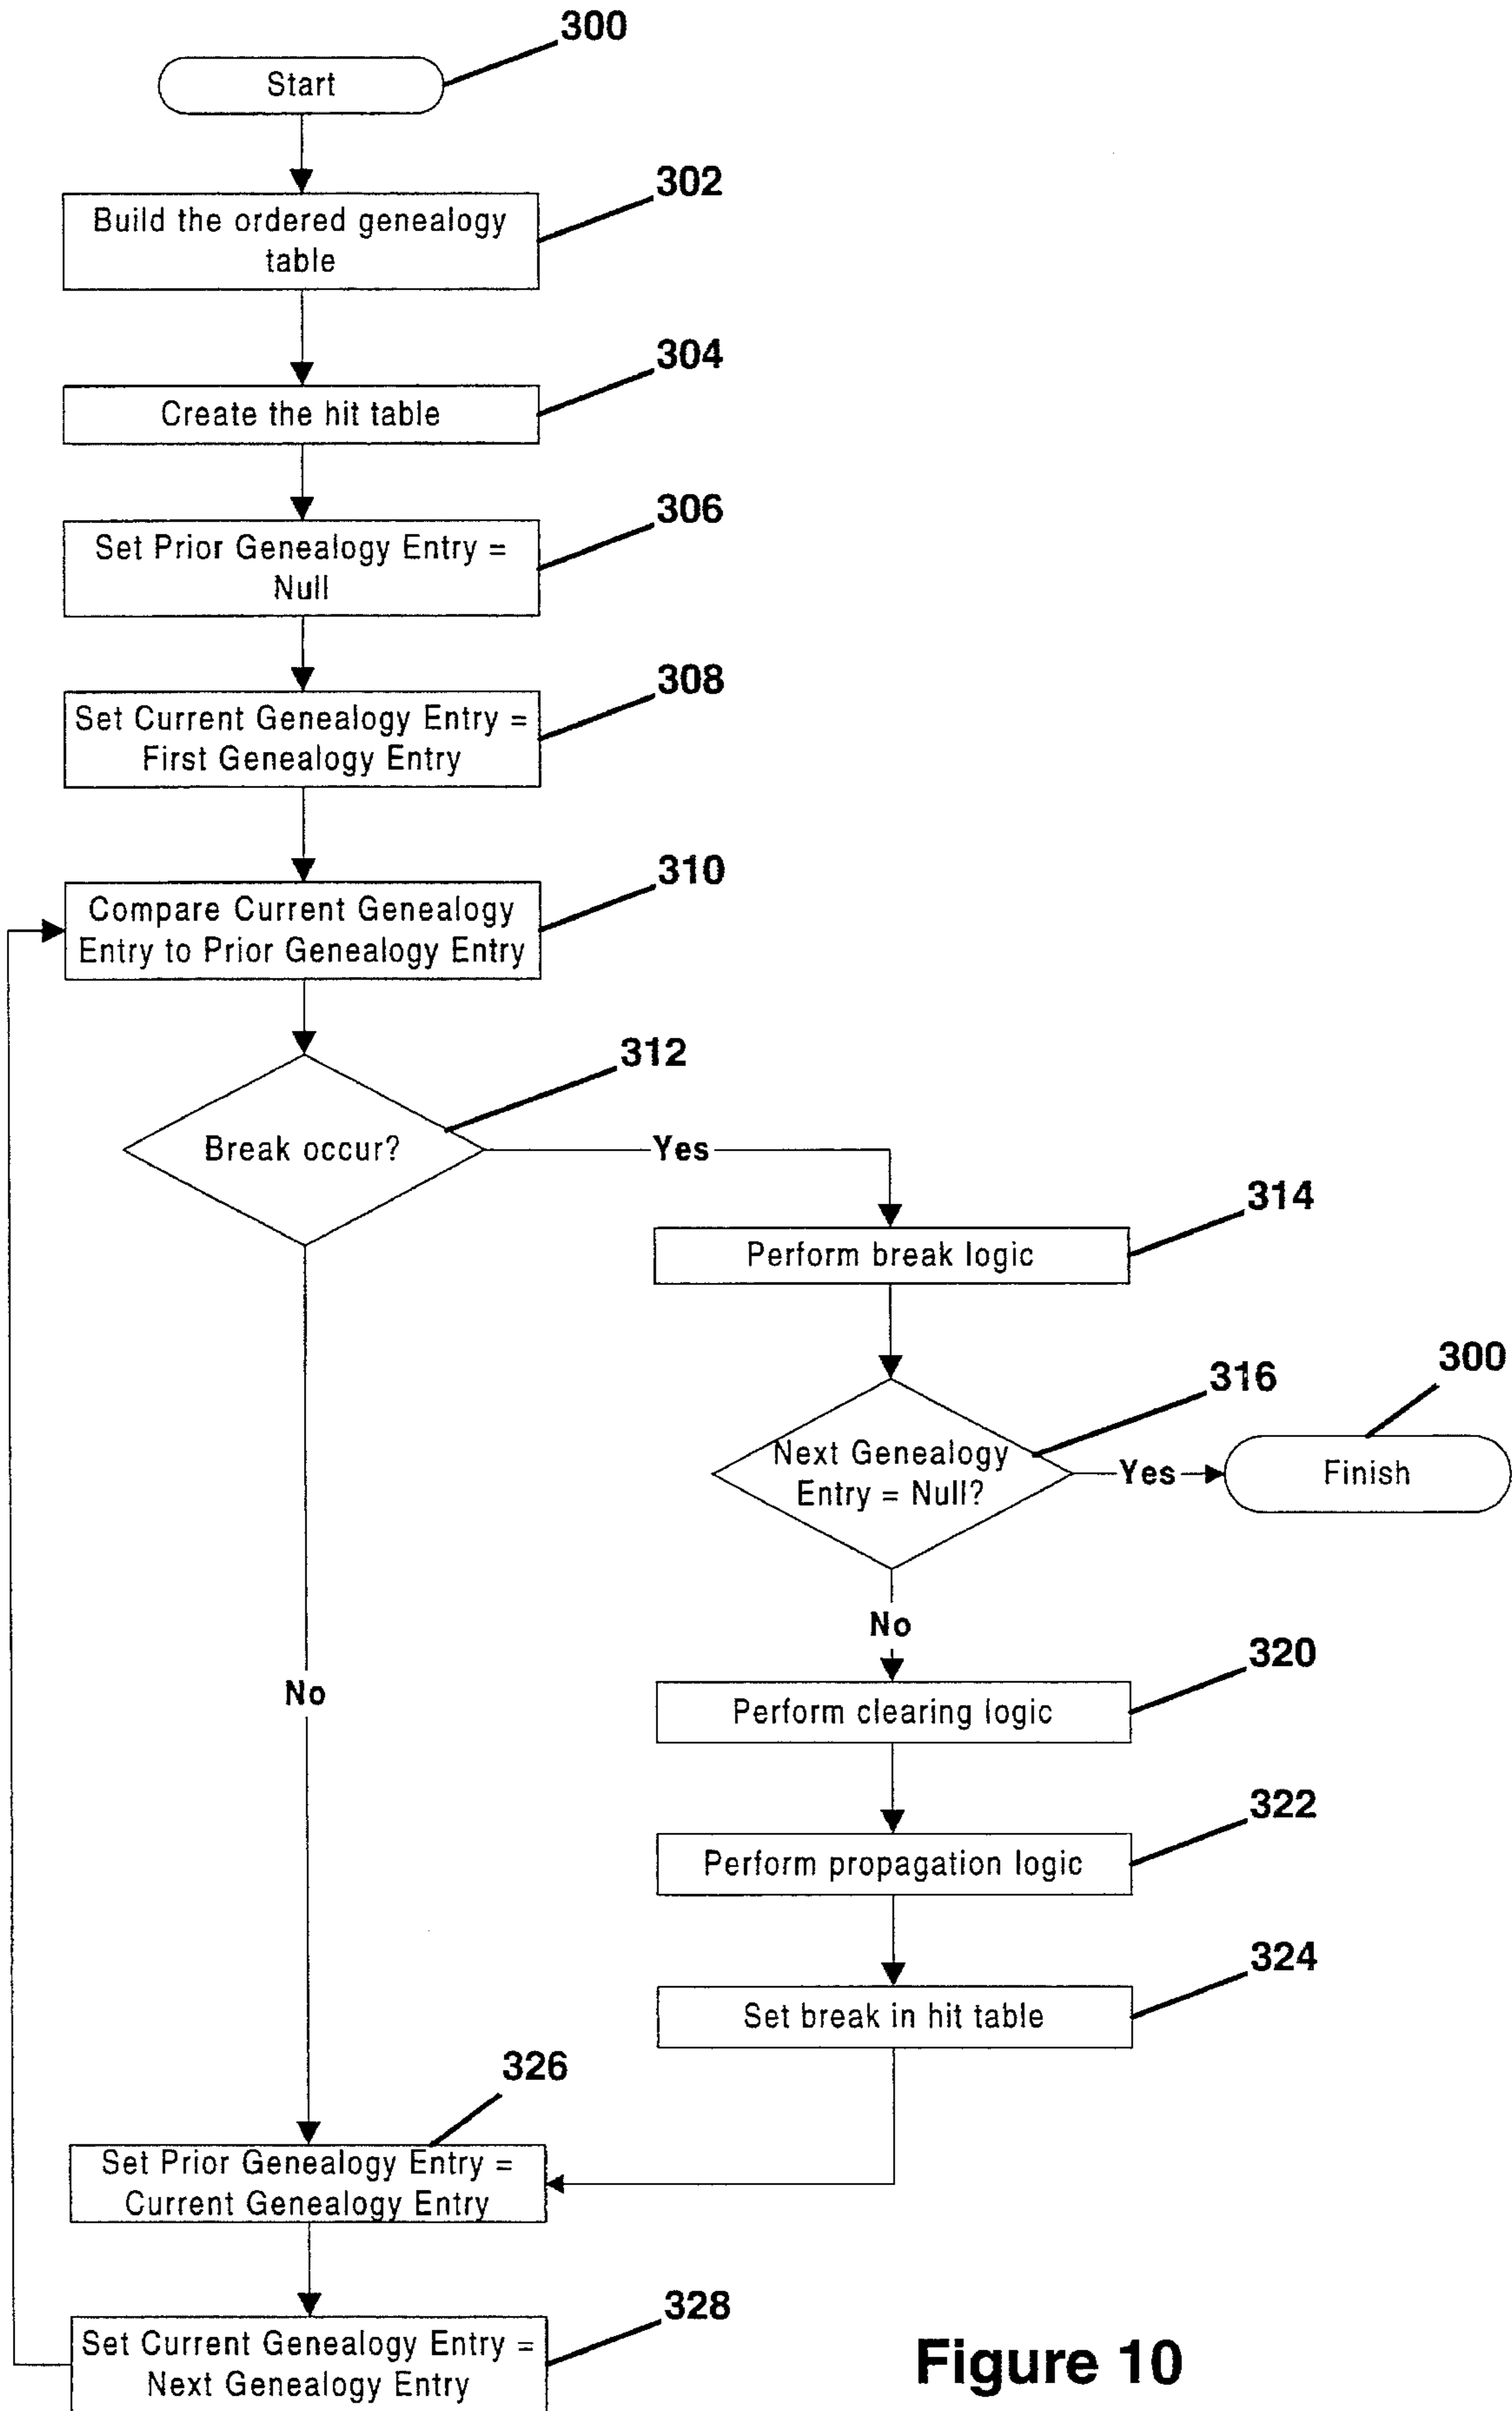 300
Start
302
Build the ordered genealogy
table
304
Create the hit table
306
Set Prior Genealogy Entry =
Null
308
Set Current Genealogy Entry =
First Genealogy Entry
310
Compare Current Genealogy
Entry to Prior Genealogy Entry
312
Break occur?
Yes
314
Perform break logic
316
300
Next Genealogy
Entry = Null?
Yes
Finish
No
320
Perform clearing logic
No
322
Perform propagation logic
324
Set break in hit table
326
Set Prior Genealogy Entry =
Current Genealogy Entry
328
Set Current Genealogy Entry =
Next Genealogy Entry
Figure 10